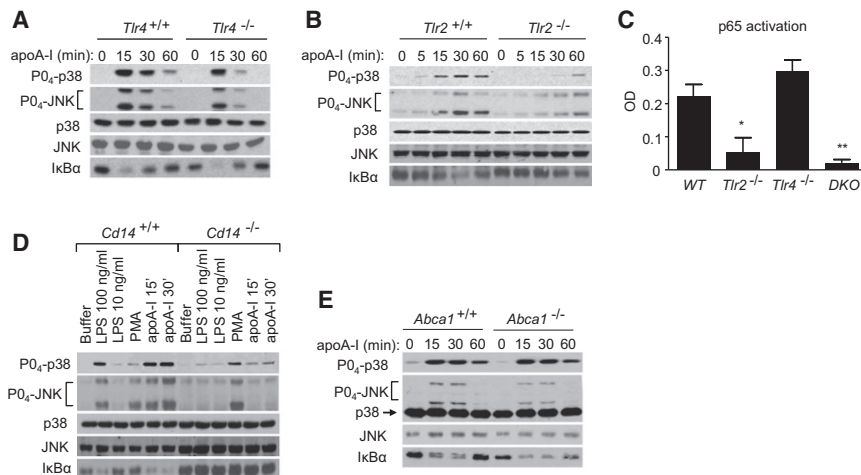 A
Tlr4 +/+ Tlr4 -/-
apoA-I (min): 0 15 30 60 0 15 30 60
P0₄-p38
P0₄-JNK
p38
JNK
IκBα
B
Tlr2 +/+ Tlr2 -/-
apoA-I (min): 0 5 15 30 60 0 5 15 30 60
P0₄-p38
P0₄-JNK
p38
JNK
IκBα
C
p65 activation
OD
0.4
0.3
0.2
0.1
0
*
**
WT Tlr2 -/- Tlr4 -/- DKO
D
Cd14 +/+ Cd14 -/-
Buffer LPS 100 ng/ml LPS 10 ng/ml PMA apoA-I 15' apoA-I 30' Buffer LPS 100 ng/ml LPS 10 ng/ml PMA apoA-I 15' apoA-I 30'
P0₄-p38
P0₄-JNK
p38
JNK
IκBα
E
Abca1 +/+ Abca1 -/-
apoA-I (min): 0 15 30 60 0 15 30 60
P0₄-p38
P0₄-JNK
p38
JNK
IκBα